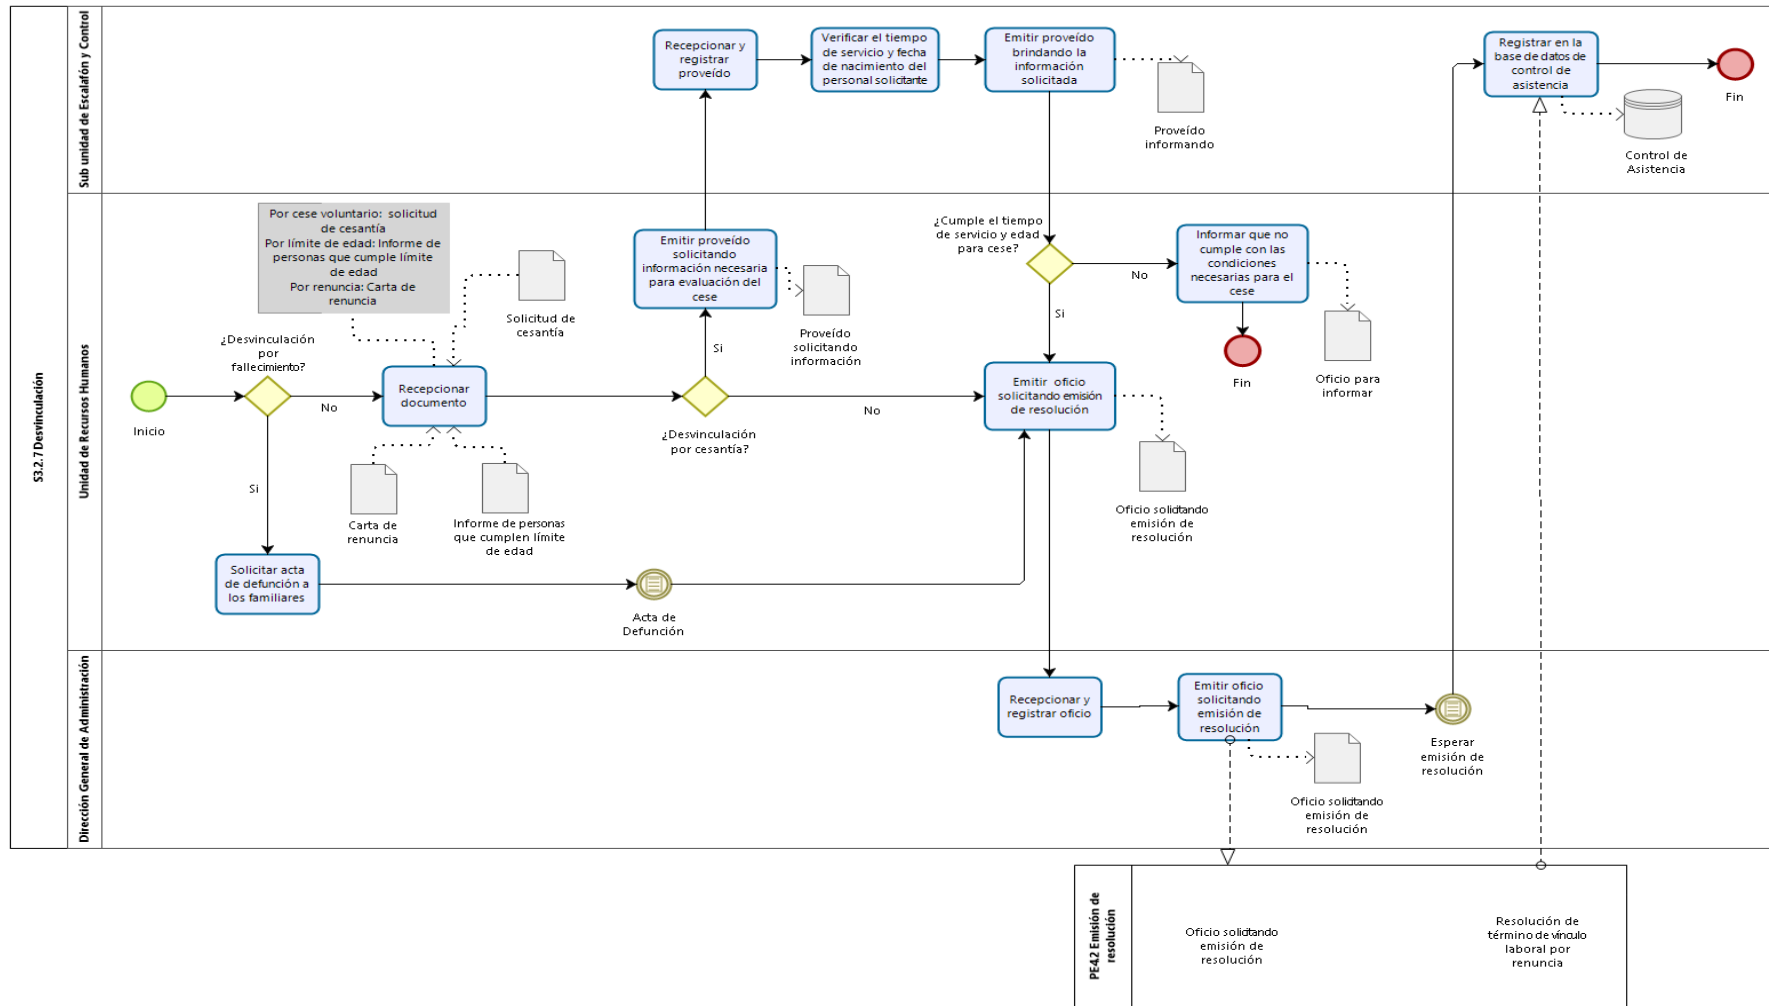 S3.2.7 Desvinculación
Sub unidad de Escalafón y Control
Recepcionar y
registrar
proveído
Verificar el tiempo
de servicio y fecha
de nacimiento del
personal solicitante
Emitir proveído
brindando la
información
solicitada
Proveído
informando
Registrar en la
base de datos de
control de
asistencia
Fin
Control de
Asistencia
Unidad de Recursos Humanos
Por cese voluntario: solicitud
de cesantía
Por límite de edad: Informe de
personas que cumple límite
de edad
Por renuncia: Carta de
renuncia
Solicitud de
cesantía
Emitir proveído
solicitando
información necesaria
para evaluación del
cese
Proveído
solicitando
información
¿Cumple el tiempo
de servicio y edad
para cese?
No
Si
Informar que no
cumple con las
condiciones
necesarias para el
cese
Fin
Oficio para
informar
¿Desvinculación
por
fallecimiento?
Inicio
No
Recepcionar
documento
Si
¿Desvinculación
por cesantía?
No
Emitir oficio
solicitando emisión
de resolución
Oficio solicitando
emisión de
resolución
Si
Carta de
renuncia
Informe de personas
que cumplen límite
de edad
Solicitar acta
de defunción a
los familiares
Acta de
Defunción
Dirección General de Administración
Recepcionar y
registrar oficio
Emitir oficio
solicitando
emisión de
resolución
Oficio solicitando
emisión de
resolución
Esperar
emisión de
resolución
PE4.2 Emisión de
resolución
Oficio solicitando
emisión de
resolución
Resolución de
término de vínculo
laboral por
renuncia